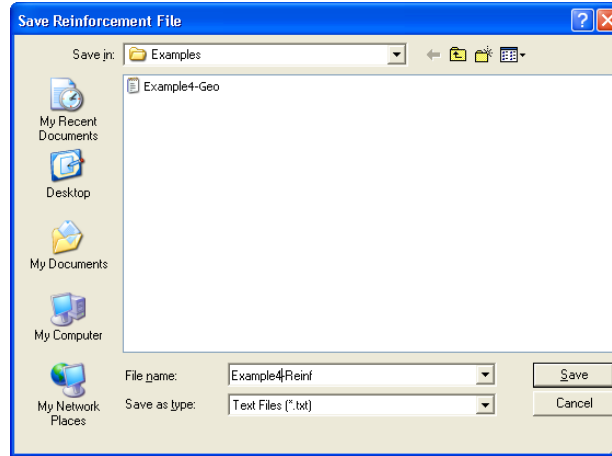 Save Reinforcement File
Save in:
Examples
Example4-Geo
My Recent
Documents
Desktop
My Documents
My Computer
My Network
Places
File name:
Example4-Reinf
Save
Save as type:
Text Files (*.txt)
Cancel